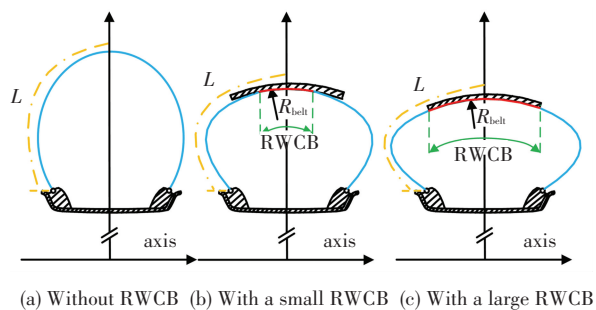 L
axis
(a) Without RWCB
L
R_belt
RWCB
axis
(b) With a small RWCB
L
R_belt
RWCB
axis
(c) With a large RWCB